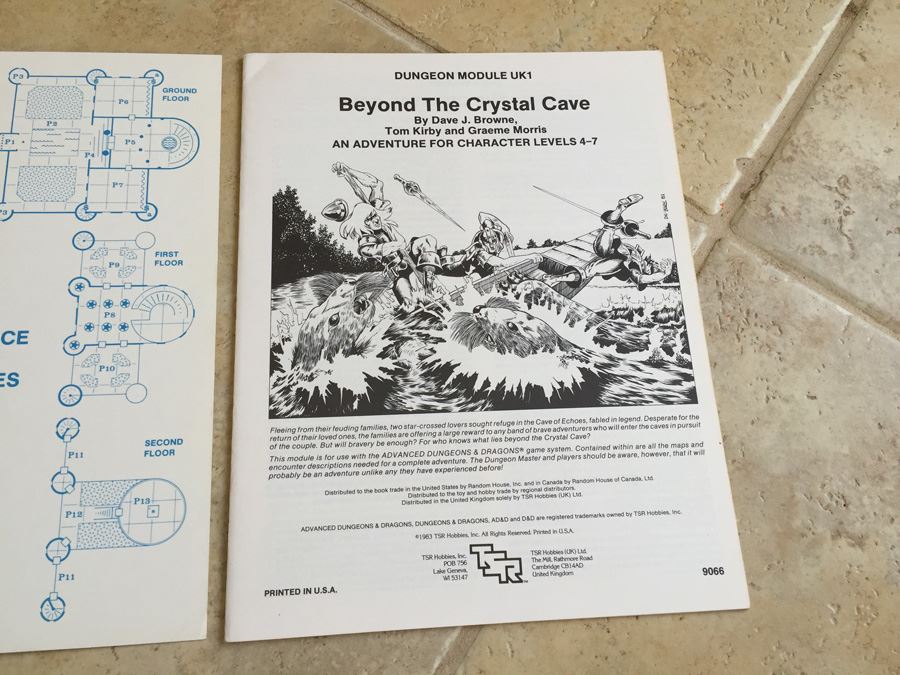 P3
P6
GROUND
FLOOR
P2
P1
P4
P5
P7
P3
P9
FIRST
FLOOR
P8
P10
CE
ES
P11
SECOND
FLOOR
P12
P13
P11
DUNGEON MODULE UK1
Beyond The Crystal Cave
By Dave J. Browne,
Tom Kirby and Graeme Morris
AN ADVENTURE FOR CHARACTER LEVELS 4–7
Fleeing from their feuding families, two star-crossed lovers sought refuge in the Cave of Echoes, fabled in legend. Desperate for the
return of their loved ones, the families are offering a large reward to any band of brave adventurers who will enter the caves in pursuit
of the couple. But will bravery be enough? For who knows what lies beyond the Crystal Cave?
This module is for use with the ADVANCED DUNGEONS & DRAGONS® game system. Contained within are all the maps and
encounter descriptions needed for a complete adventure. The Dungeon Master and players should be aware, however, that it will
probably be an adventure unlike any they have experienced before!
Distributed to the book trade in the United States by Random House, Inc. and in Canada by Random House of Canada, Ltd.
Distributed to the toy and hobby trade by regional distributors.
Distributed in the United Kingdom solely by TSR Hobbies (UK) Ltd.
ADVANCED DUNGEONS & DRAGONS, DUNGEONS & DRAGONS, AD&D and D&D are registered trademarks owned by TSR Hobbies, Inc.
©1983 TSR Hobbies, Inc. All Rights Reserved. Printed in U.S.A.
TSR Hobbies, Inc.
POB 756
Lake Geneva,
WI 53147
TSR
TSR Hobbies (UK) Ltd.
The Mill, Rathmore Road
Cambridge CB14AD
United Kingdom
PRINTED IN U.S.A.
9066